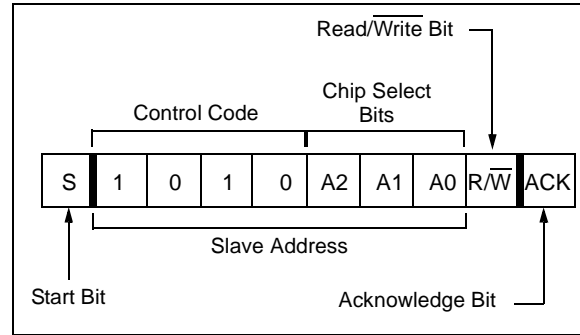 Read/Write Bit
Chip Select
Control Code Bits
S 1 0 1 0 A2 A1 A0 R/W ACK
Slave Address
Start Bit Acknowledge Bit